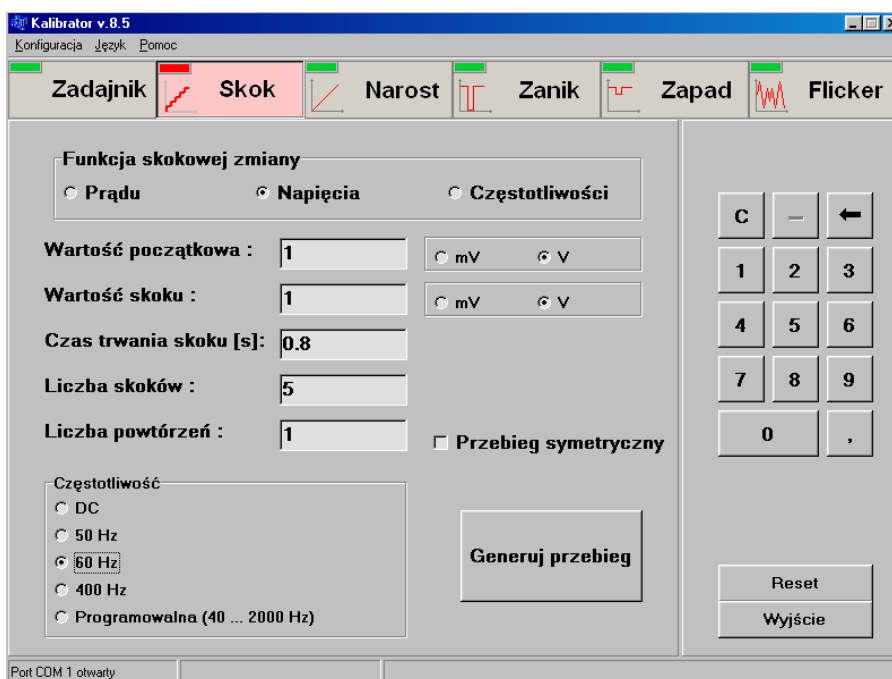 Kalibrator v.8.5
Konfiguracja Język Pomoc
Zadajnik Skok Narost Zanik Zapad Flicker
Funkcja skokowej zmiany
Prądu Napięcia Częstotliwości
Wartość początkowa : 1 mV V
Wartość skoku : 1 mV V
Czas trwania skoku [s]: 0.8
Liczba skoków : 5
Liczba powtórzeń : 1
Przebieg symetryczny
Częstotliwość
DC
50 Hz
60 Hz
400 Hz
Programowalna (40 ... 2000 Hz)
Generuj przebieg
C –
1 2 3
4 5 6
7 8 9
0 ,
Reset
Wyjście
Port COM 1 otwarty